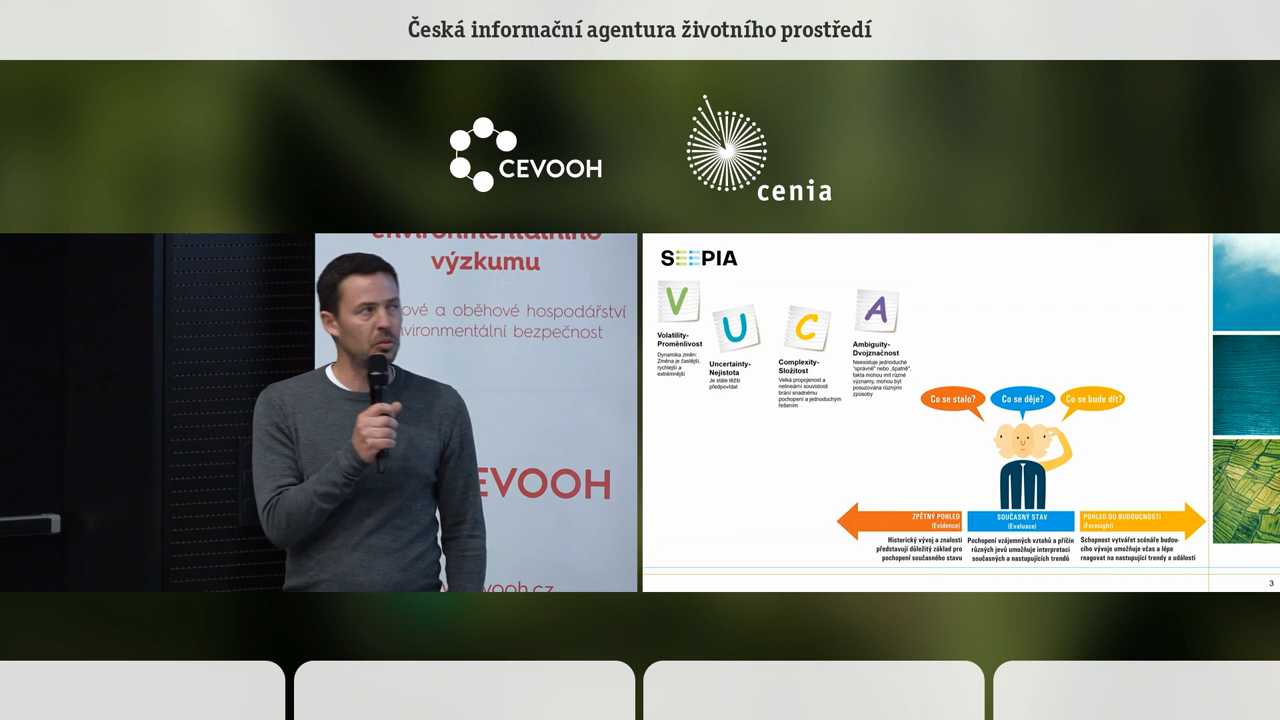 Česká informační agentura životního prostředí
CEVOOH
cenia
environmentálního
výzkumu
ové a oběhové hospodářství
nvironmentální bezpečnost
EVOOH
vooh.cz
SEEPIA
V
U
C
A
Volatility-
Proměnlivost
Dynamika změn:
Změna je častější,
rychlejší a
extrémnější
Uncertainty-
Nejistota
Je stále těžší
předpovídat
Complexity-
Složitost
Velká propojenost a
nelineární souvislosti
brání snadnému
pochopení a jednoduchým
řešením
Ambiguity-
Dvojznačnost
Neexistuje jednoduché
"správně" nebo „špatně",
fakta mohou mít různé
významy, mohou být
posuzována různými
způsoby
Co se stalo?
Co se děje?
Co se bude dít?
ZPĚTNÝ POHLED
(Evidence)
SOUČASNÝ STAV
(Evaluace)
POHLED DO BUDOUCNOSTI
(Foresight)
Historický vývoj a znalosti
představují důležitý základ pro
pochopení současného stavu
Pochopení vzájemných vztahů a příčin
různých jevů umožňuje interpretaci
současných a nastupujících trendů
Schopnost vytvářet scénáře budou-
cího vývoje umožňuje včas a lépe
reagovat na nastupující trendy a události
3